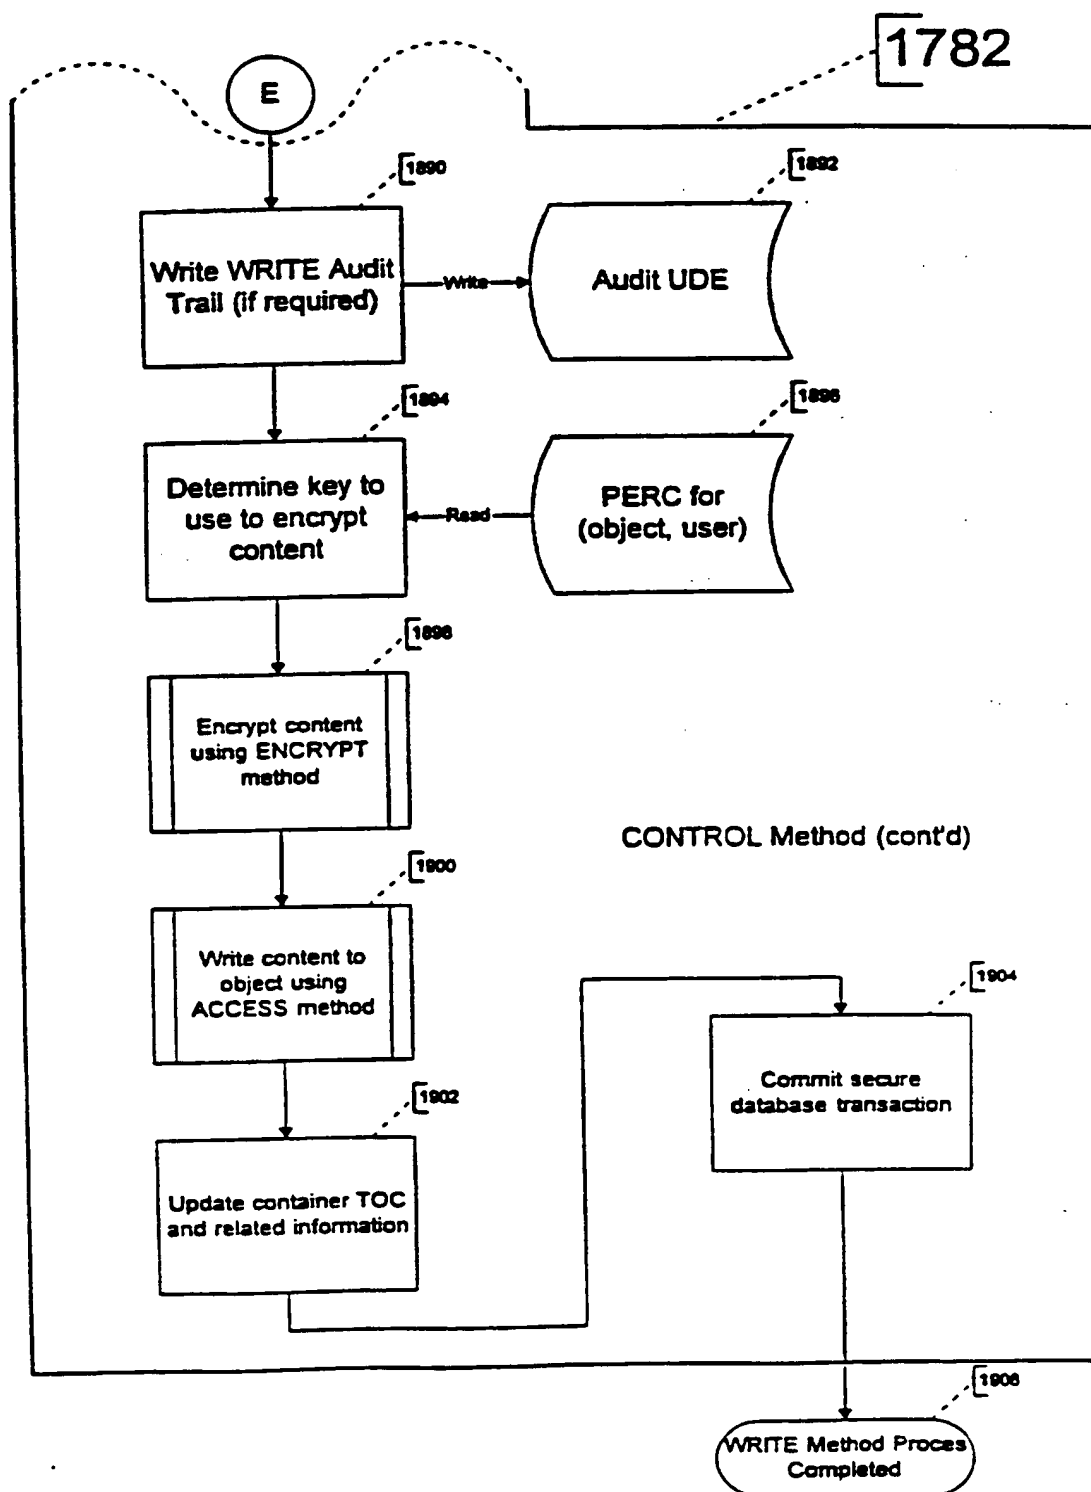 1782
E
1890
1892
Write WRITE Audit
Trail (if required)
Write
Audit UDE
1894
1896
Determine key to
use to encrypt
content
Read
PERC for
(object, user)
1898
Encrypt content
using ENCRYPT
method
CONTROL Method (cont'd)
1900
Write content to
object using
ACCESS method
1904
Commit secure
database transaction
1902
Update container TOC
and related information
1906
WRITE Method Proces
Completed